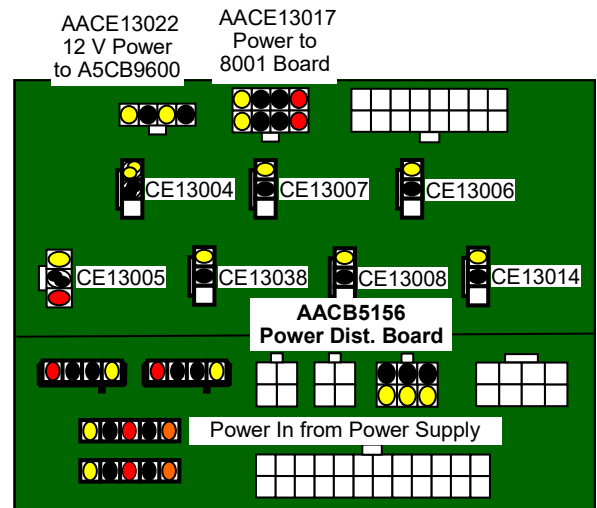 AACE13022
12 V Power
to A5CB9600
AACE13017
Power to
8001 Board
CE13004
CE13007
CE13006
CE13005
CE13038
CE13008
CE13014
AACB5156
Power Dist. Board
Power In from Power Supply